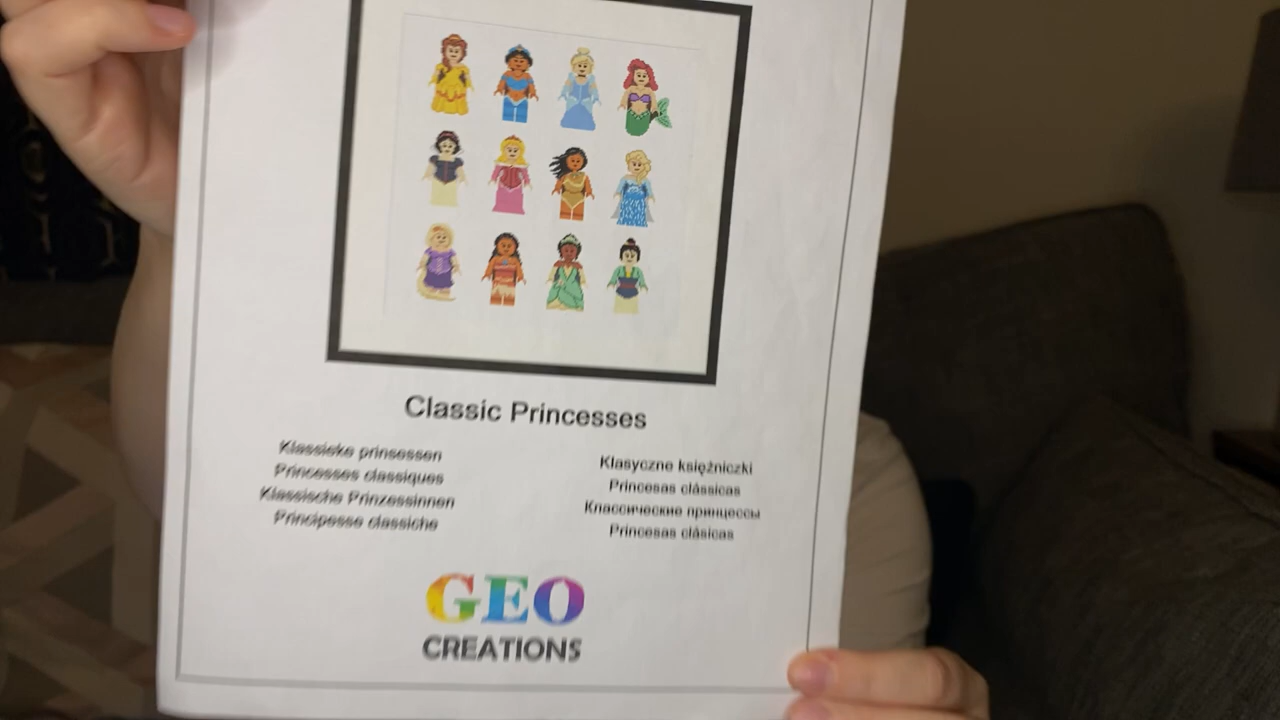 Classic Princesses
Klassieke prinsessen
Princesses classiques
Klassische Prinzessinnen
Principesse classiche
Klasyczne księżniczki
Princesas clássicas
Классические принцессы
Princesas clásicas
GEO
CREATIONS